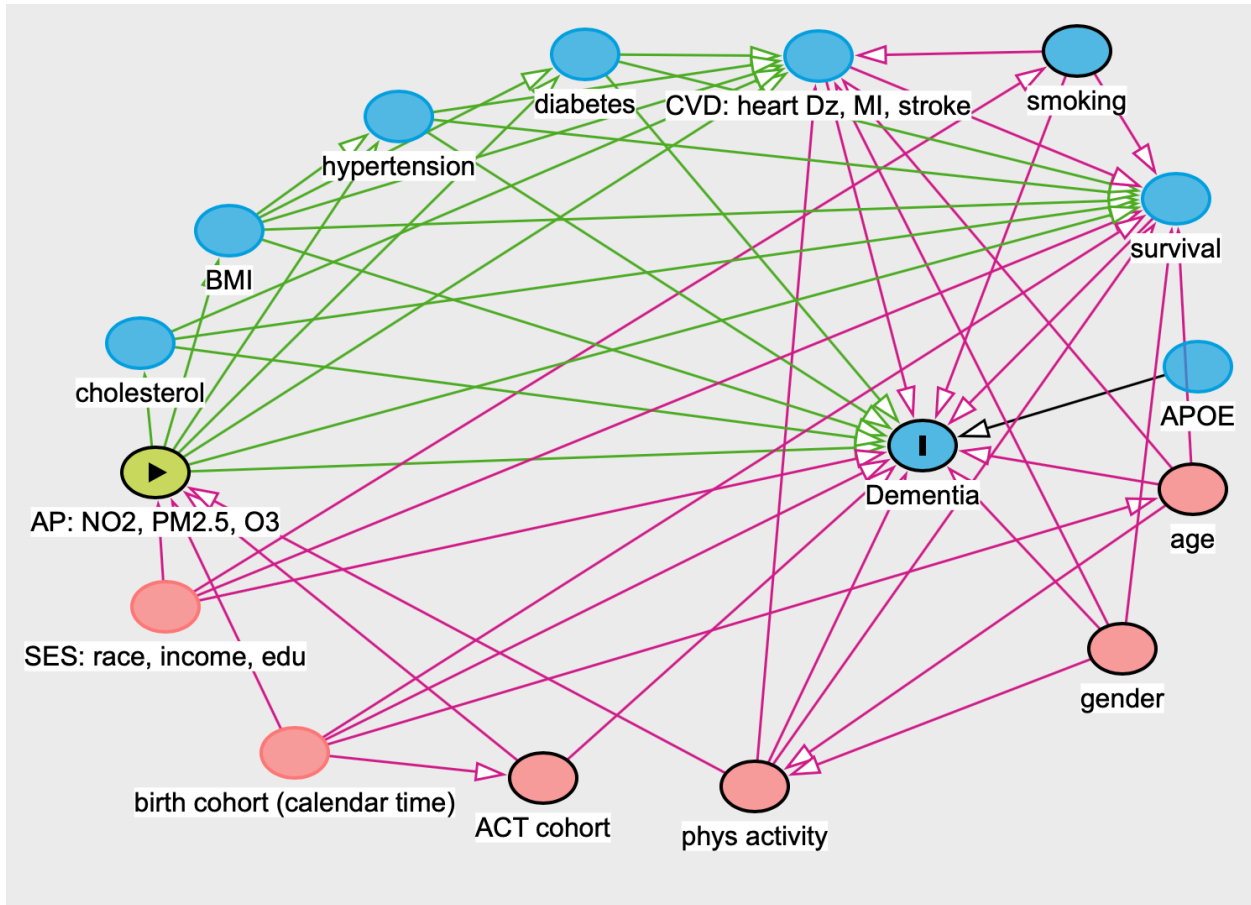 diabetes
CVD: heart Dz, MI, stroke
smoking
hypertension
survival
BMI
cholesterol
APOE
Dementia
AP: NO2, PM2.5, O3
age
SES: race, income, edu
gender
birth cohort (calendar time)
ACT cohort
phys activity